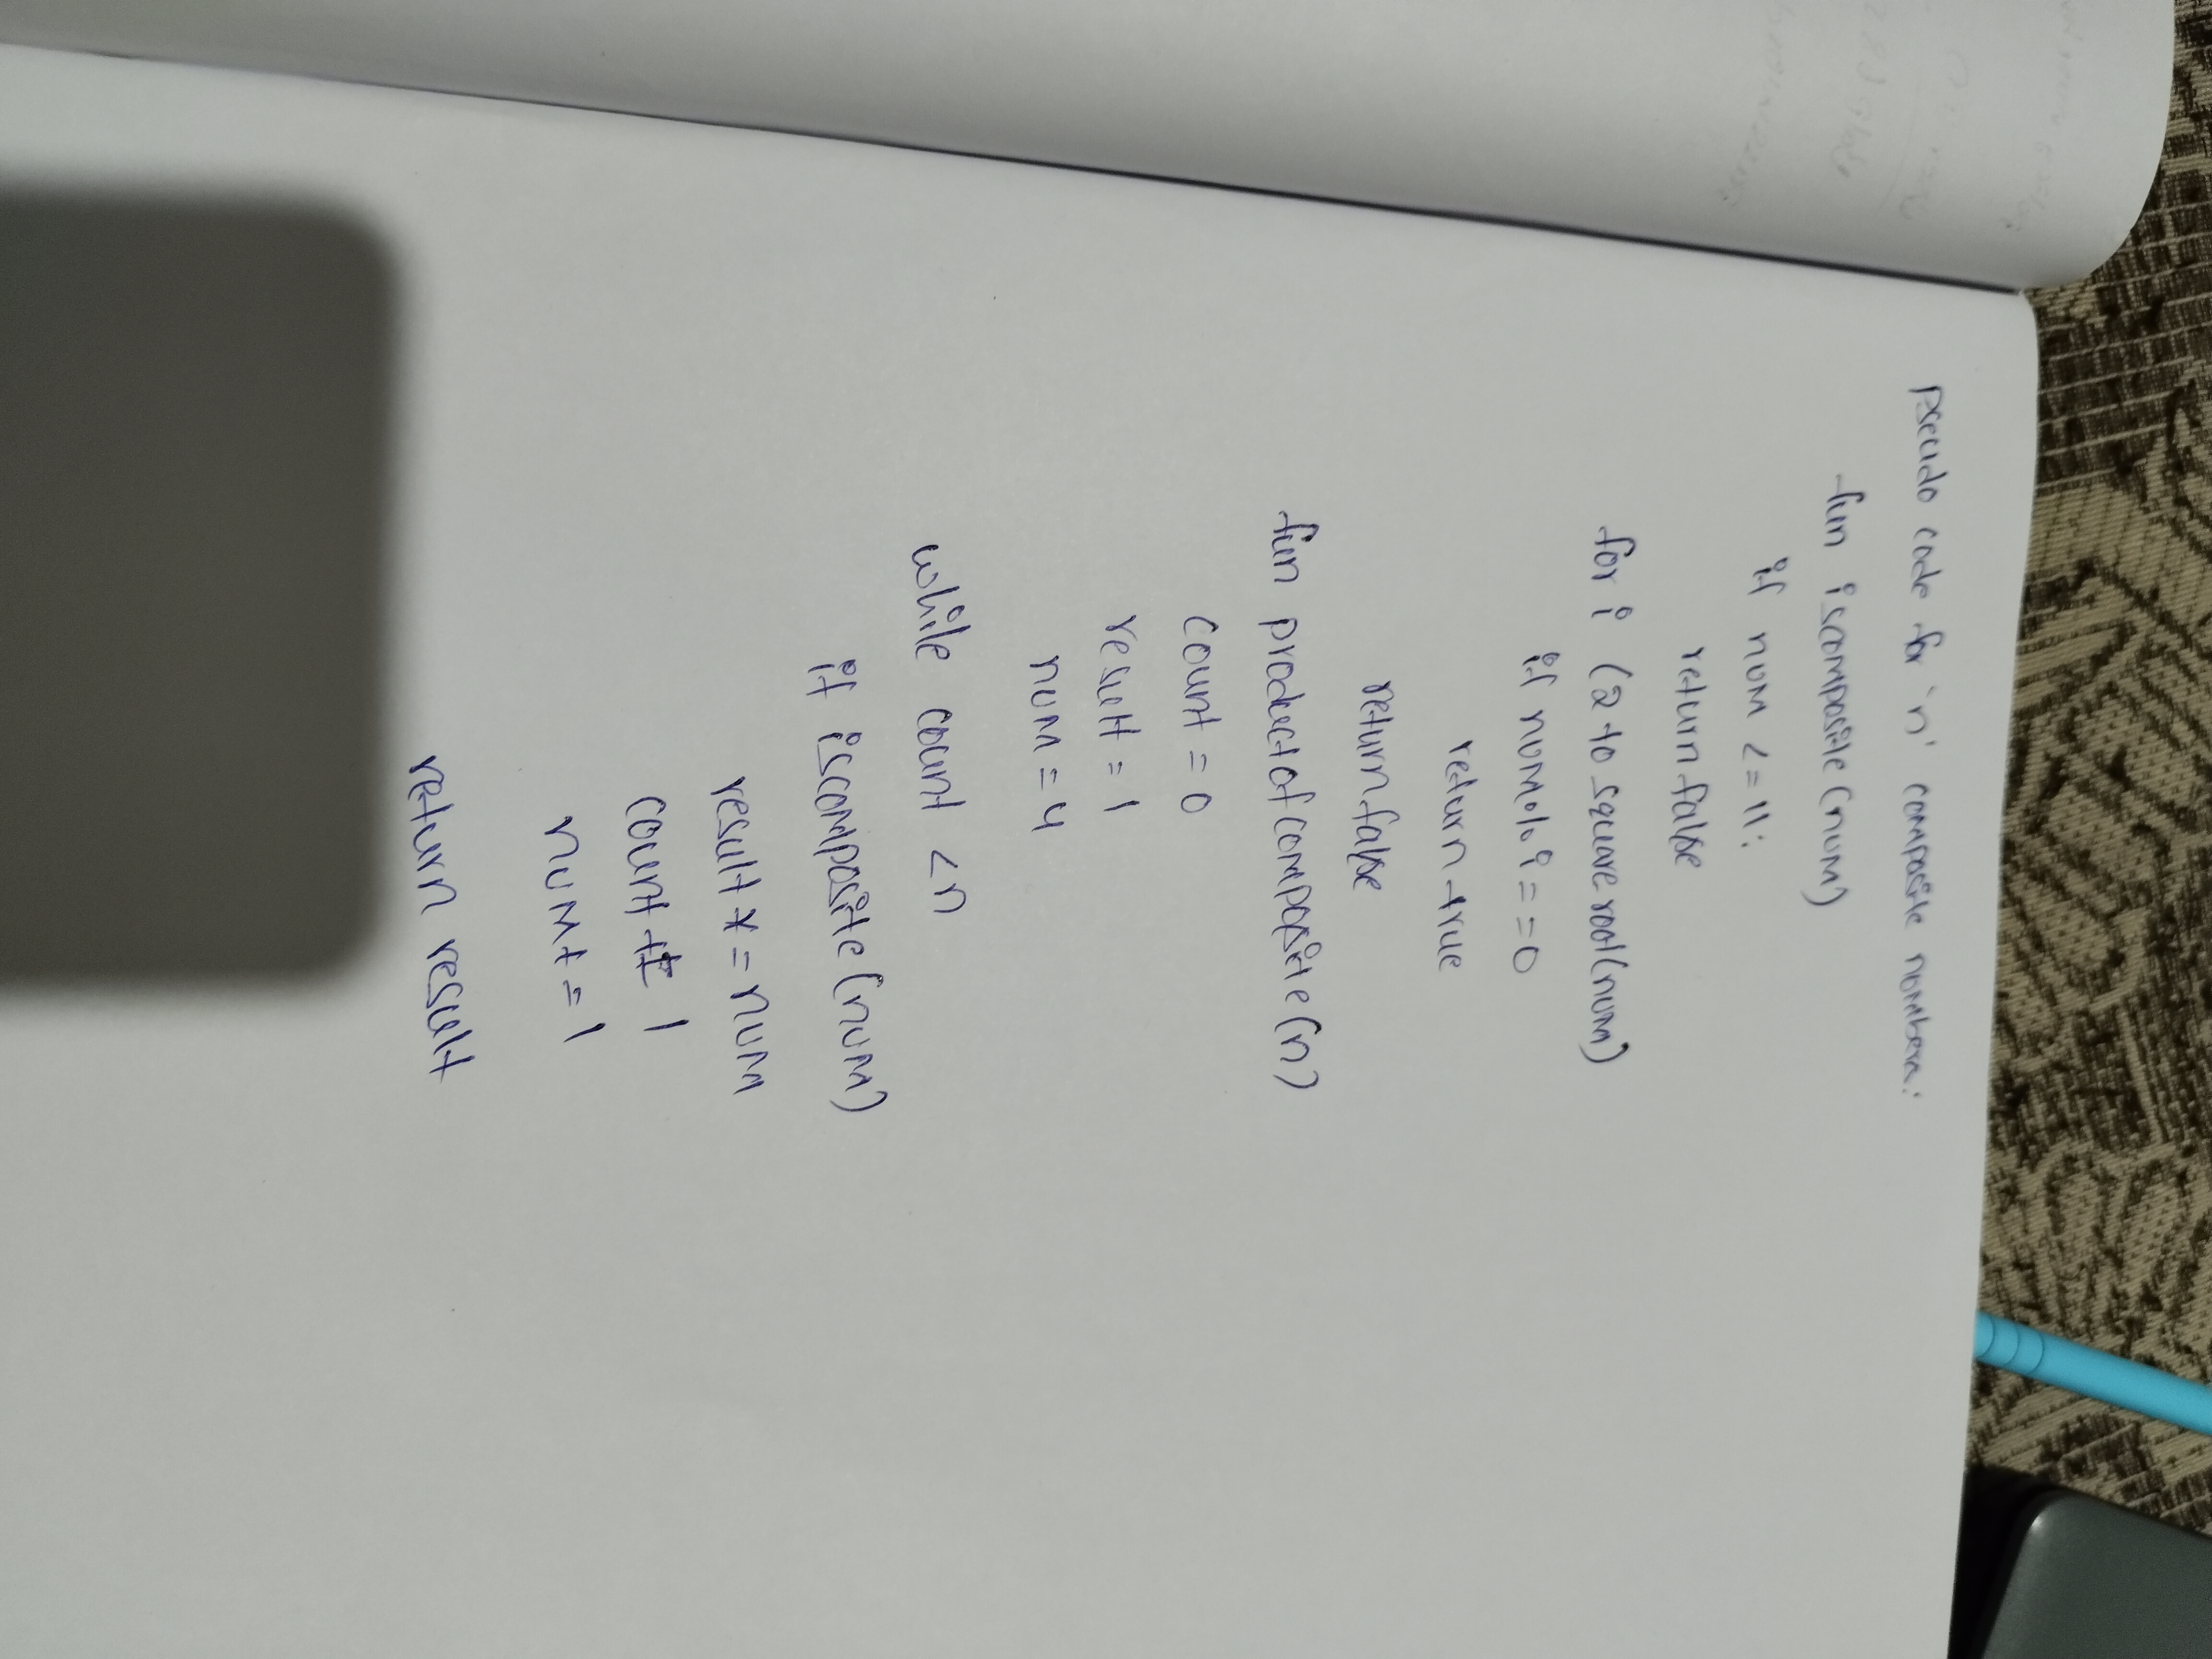 Pseudo code for 'n' composite numbers:
fun iscomposite(num)
if num <= 11:
return false
for i (2 to square root(num)
if num % i == 0
return true
return false
fun productofcomposite(n)
count = 0
result = 1
num = 4
while count < n
if iscomposite(num)
result * = num
count += 1
num + = 1
return result